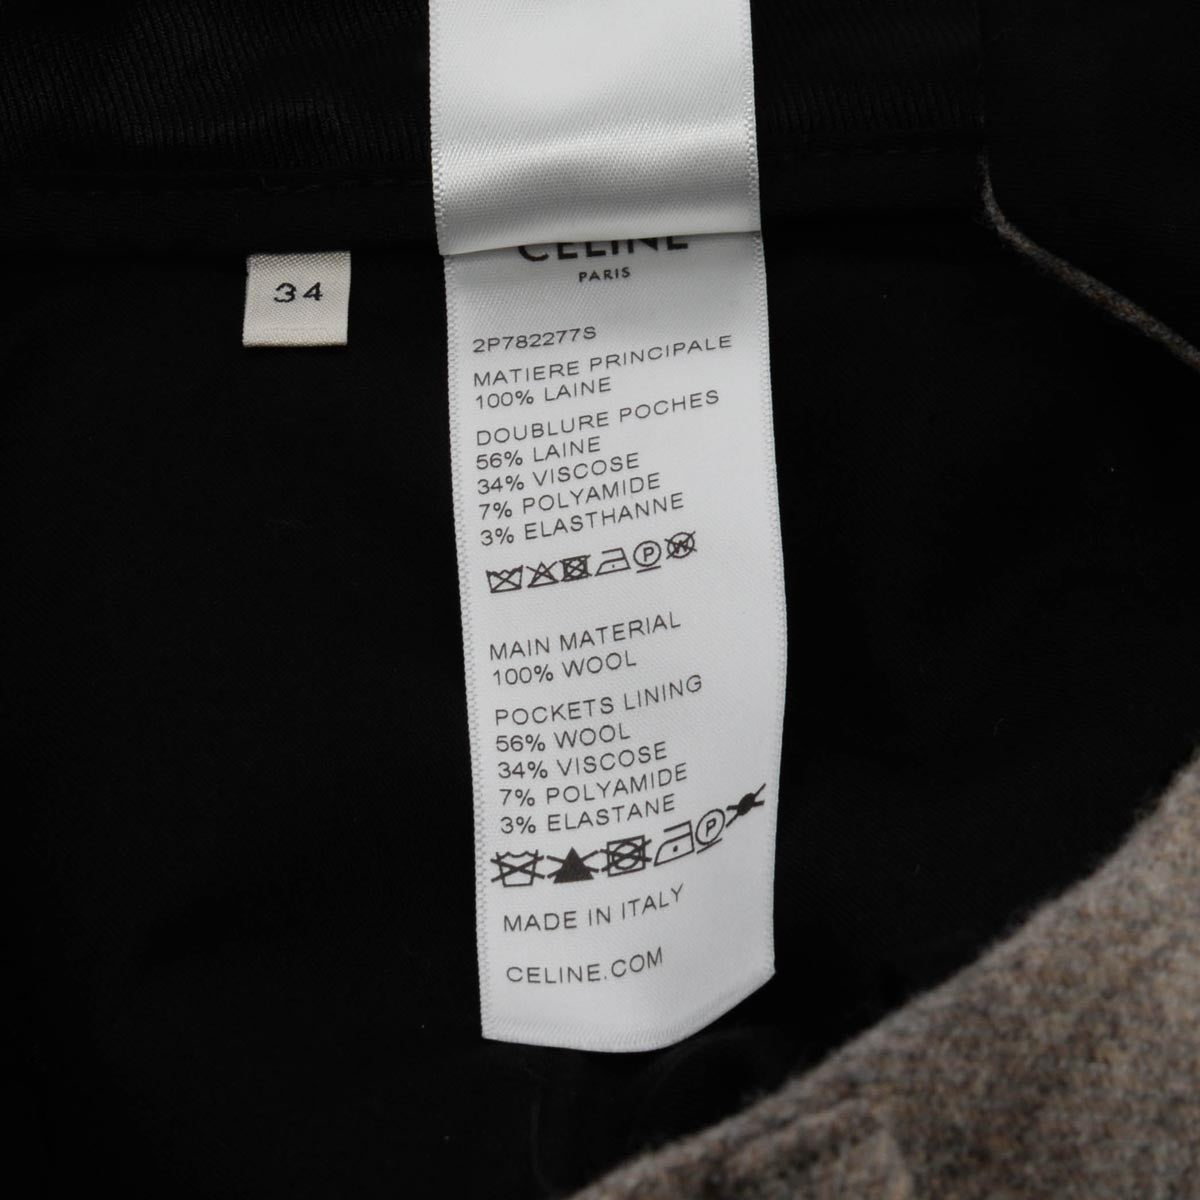 CELINE
PARIS
34
2P782277S
MATIERE PRINCIPALE
100% LAINE
DOUBLURE POCHES
56% LAINE
34% VISCOSE
7% POLYAMIDE
3% ELASTHANNE
P W
MAIN MATERIAL
100% WOOL
POCKETS LINING
56% WOOL
34% VISCOSE
7% POLYAMIDE
3% ELASTANE
P
MADE IN ITALY
CELINE.COM